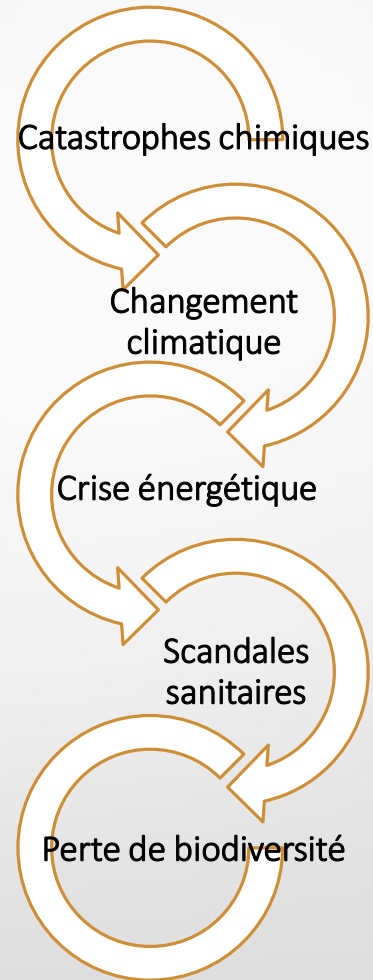 Catastrophes chimiques
Changement
climatique
Crise énergétique
Scandales
sanitaires
Perte de biodiversité